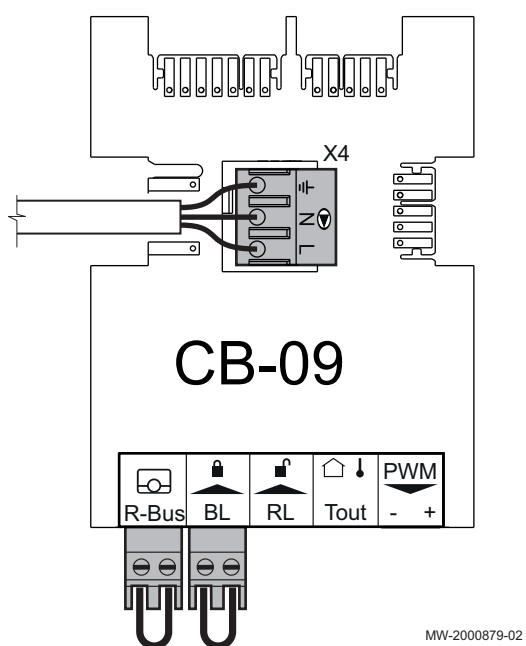 X4
N
L
CB-09
PWM
R-Bus BL RL Tout - +
MW-2000879-02